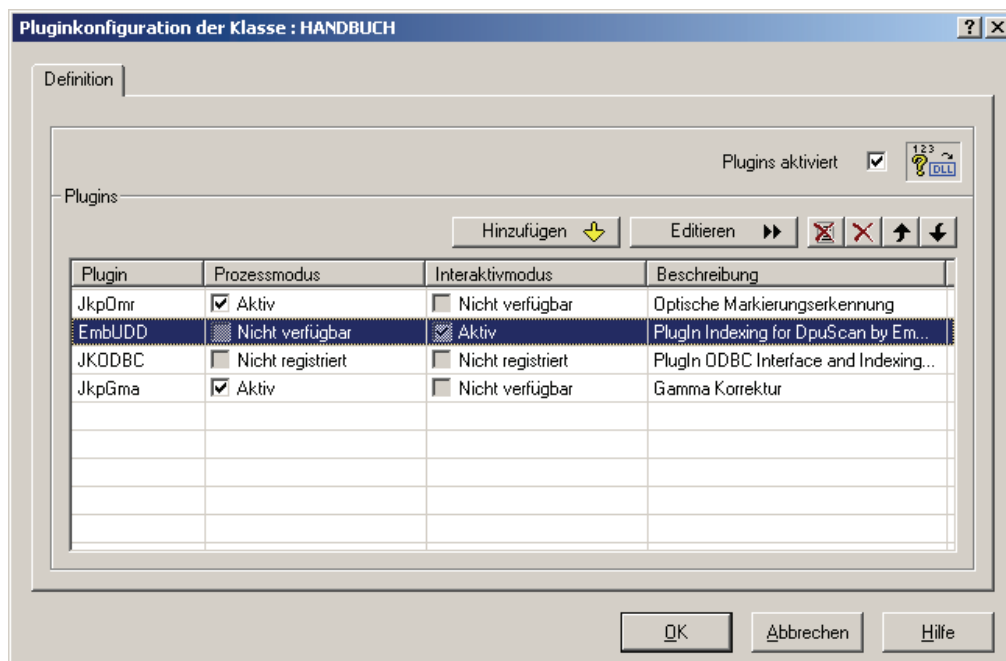 Pluginkonfiguration der Klasse : HANDBUCH
Definition
Plugins aktiviert
123
DLL
Plugins
Hinzufügen
Editieren
Plugin Prozessmodus Interaktivmodus Beschreibung
JkpOmr Aktiv Nicht verfügbar Optische Markierungserkennung
EmbUDD Nicht verfügbar Aktiv PlugIn Indexing for DpuScan by Em...
JKODBC Nicht registriert Nicht registriert PlugIn ODBC Interface and Indexing...
JkpGma Aktiv Nicht verfügbar Gamma Korrektur
OK Abbrechen Hilfe